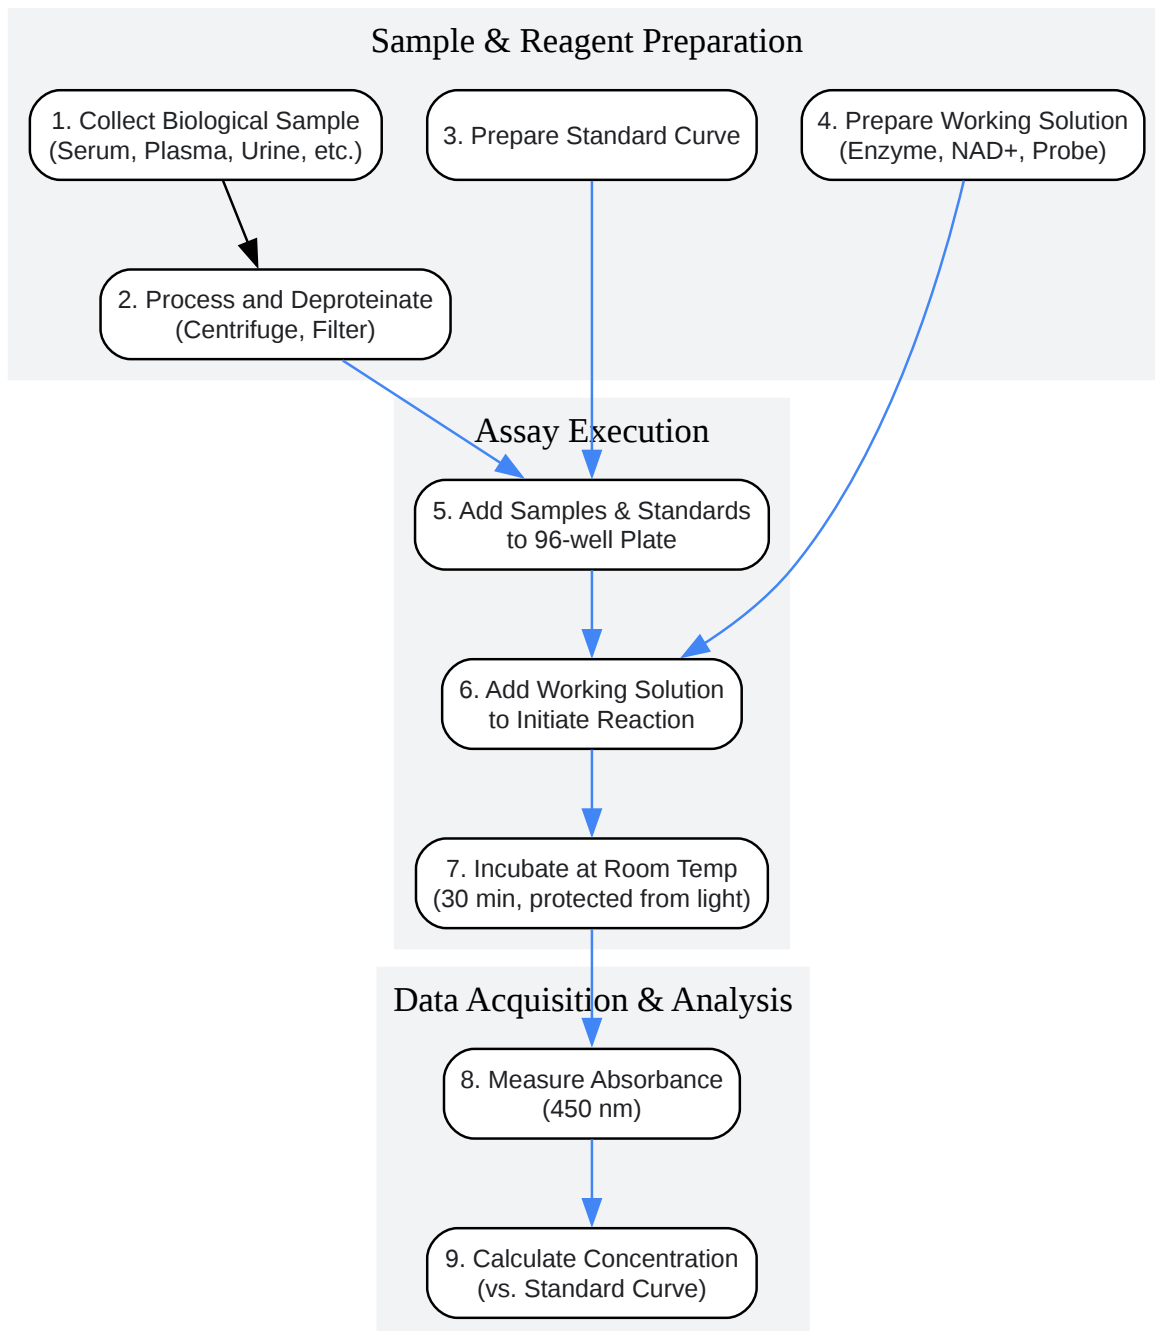 Sample & Reagent Preparation
1. Collect Biological Sample
(Serum, Plasma, Urine, etc.)
3. Prepare Standard Curve
4. Prepare Working Solution
(Enzyme, NAD+, Probe)
2. Process and Deproteinate
(Centrifuge, Filter)
Assay Execution
5. Add Samples & Standards
to 96-well Plate
6. Add Working Solution
to Initiate Reaction
7. Incubate at Room Temp
(30 min, protected from light)
Data Acquisition & Analysis
8. Measure Absorbance
(450 nm)
9. Calculate Concentration
(vs. Standard Curve)